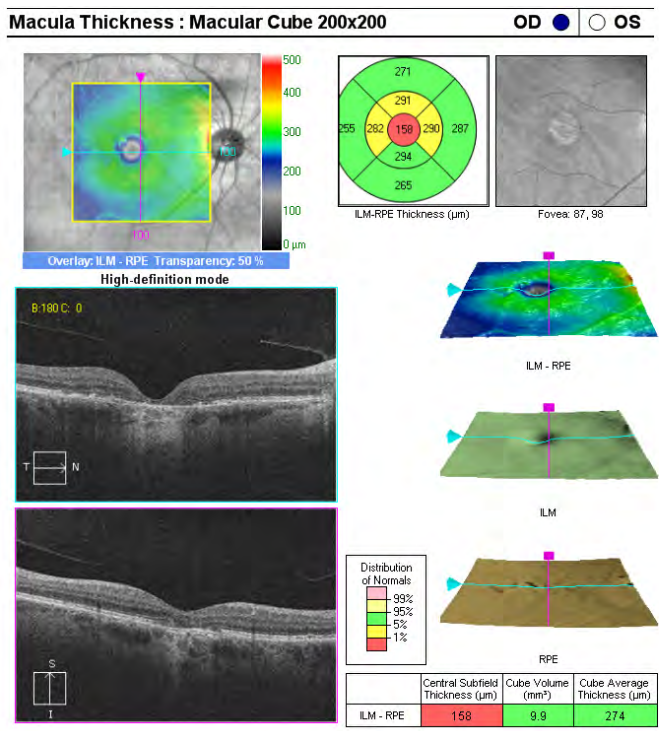 Macula Thickness : Macular Cube 200x200 OD OS
500
400
300
200
100
0 µm
100
100
Overlay: ILM - RPE Transparency: 50 %
271
291
255 282 158 290 287
294
265
ILM-RPE Thickness (µm)
Fovea: 87, 98
High-definition mode
B:180 C: 0
T N
ILM - RPE
ILM
S
I
Distribution
of Normals
99%
95%
5%
1%
RPE
Central Subfield Thickness (µm) Cube Volume (mm³) Cube Average Thickness (µm)
ILM - RPE 158 9.9 274